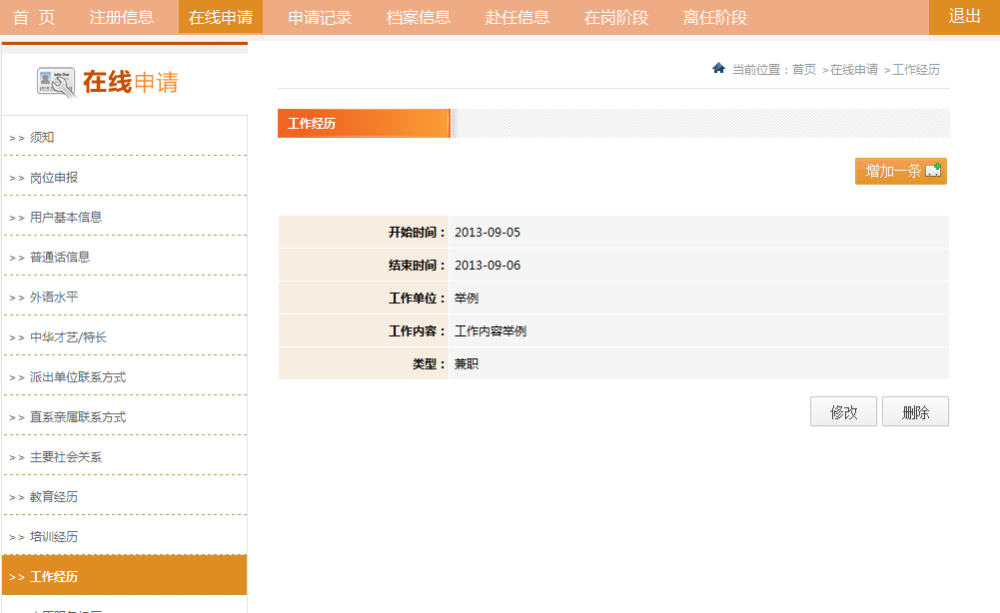 首 页 注册信息 在线申请 申请记录 档案信息 赴任信息 在岗阶段 离任阶段 退出
在线申请
当前位置：首页 >在线申请 >工作经历
工作经历
增加一条
>> 须知
>> 岗位申报
>> 用户基本信息
>> 普通话信息
>> 外语水平
>> 中华才艺/特长
>> 派出单位联系方式
>> 直系亲属联系方式
>> 主要社会关系
>> 教育经历
>> 培训经历
>> 工作经历
开始时间： 2013-09-05
结束时间： 2013-09-06
工作单位： 举例
工作内容： 工作内容举例
类型： 兼职
修改 删除